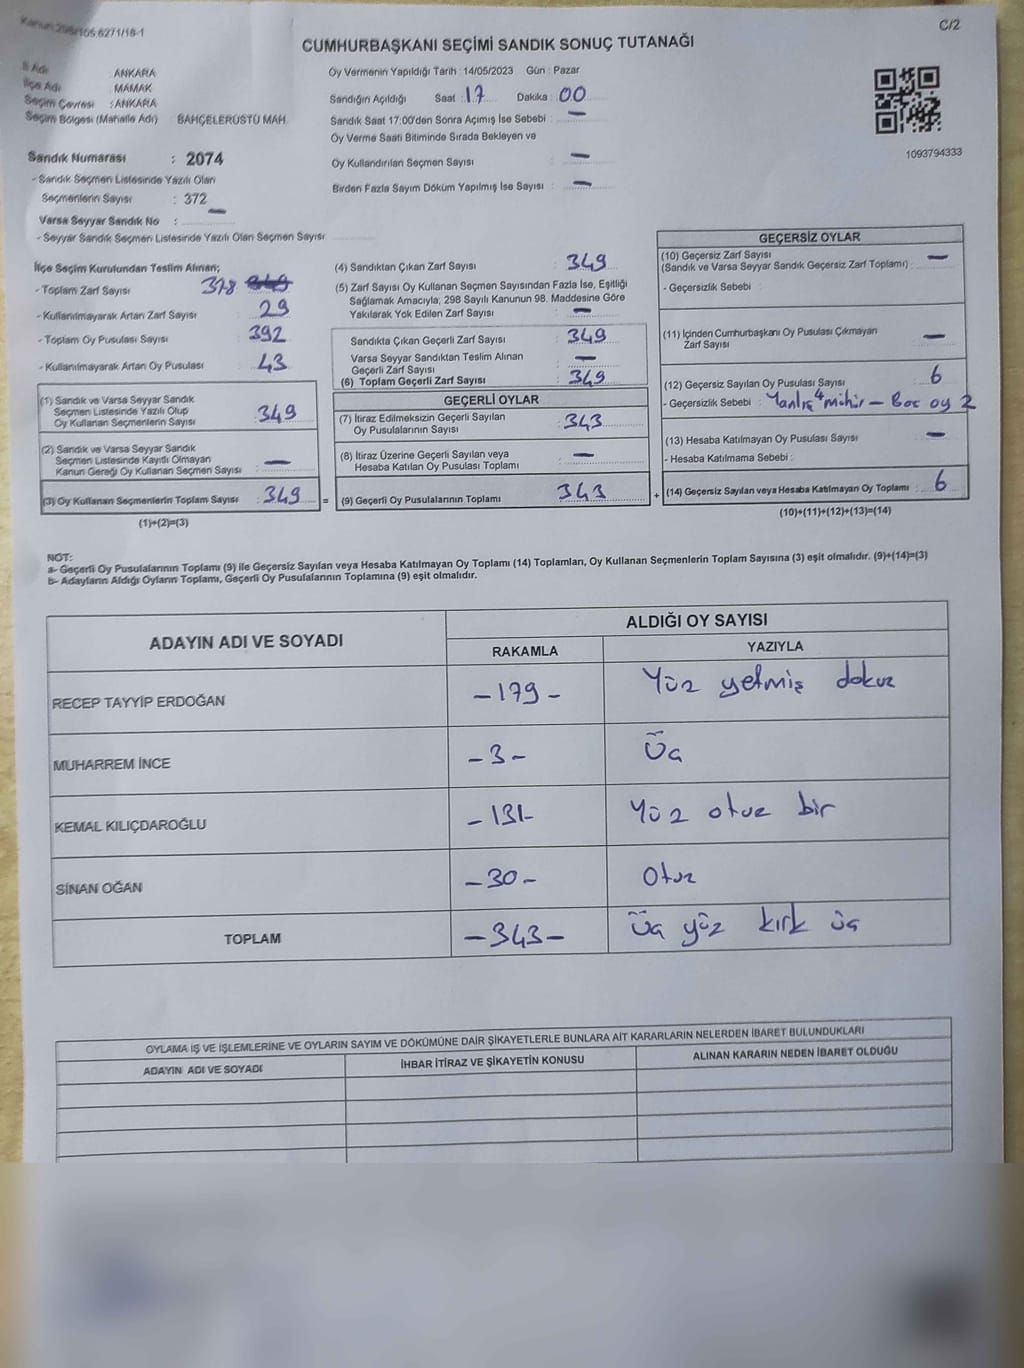 Kanun:298/105:6271/18-1
C/2
CUMHURBAŞKANI SEÇİMİ SANDIK SONUÇ TUTANAĞI
İl Adı : ANKARA
İlçe Adı : MAMAK
Seçim Çevresi : ANKARA
Seçim Bölgesi (Mahalle Adı) : BAHÇELERÜSTÜ MAH.
Sandık Numarası : 2074
- Sandık Seçmen Listesinde Yazılı Olan
Seçmenlerin Sayısı : 372
Varsa Seyyar Sandık No : —
- Seyyar Sandık Seçmen Listesinde Yazılı Olan Seçmen Sayısı
Oy Vermenin Yapıldığı Tarih : 14/05/2023 Gün : Pazar
Sandığın Açıldığı Saat : 17 Dakika : 00
Sandık Saat 17:00'den Sonra Açımış İse Sebebi : —
Oy Verme Saati Bitiminde Sırada Bekleyen ve
Oy Kullandırılan Seçmen Sayısı : —
Birden Fazla Sayım Döküm Yapılmış İse Sayısı : —
1093794333
İlçe Seçim Kurulundan Teslim Alınan;
- Toplam Zarf Sayısı 378
- Kullanılmayarak Artan Zarf Sayısı 29
- Toplam Oy Pusulası Sayısı : 392
- Kullanılmayarak Artan Oy Pusulası : 43
(1) Sandık ve Varsa Seyyar Sandık
Seçmen Listesinde Yazılı Olup
Oy Kullanan Seçmenlerin Sayısı : 349
(2) Sandık ve Varsa Seyyar Sandık
Seçmen Listesinde Kayıtlı Olmayan
Kanun Gereği Oy Kullanan Seçmen Sayısı : —
(3) Oy Kullanan Seçmenlerin Toplam Sayısı : 349 =
(1)+(2)=(3)
(4) Sandıktan Çıkan Zarf Sayısı : 349
(5) Zarf Sayısı Oy Kullanan Seçmen Sayısından Fazla İse, Eşitliği
Sağlamak Amacıyla; 298 Sayılı Kanunun 98. Maddesine Göre
Yakılarak Yok Edilen Zarf Sayısı : —
Sandıkta Çıkan Geçerli Zarf Sayısı : 349
Varsa Seyyar Sandıktan Teslim Alınan
Geçerli Zarf Sayısı : —
(6) Toplam Geçerli Zarf Sayısı : 349
GEÇERLİ OYLAR
(7) İtiraz Edilmeksizin Geçerli Sayılan
Oy Pusulalarının Sayısı : 343
(8) İtiraz Üzerine Geçerli Sayılan veya
Hesaba Katılan Oy Pusulası Toplamı : —
(9) Geçerli Oy Pusulalarının Toplamı : 343 +
GEÇERSİZ OYLAR
(10) Geçersiz Zarf Sayısı
(Sandık ve Varsa Seyyar Sandık Geçersiz Zarf Toplamı) : —
- Geçersizlik Sebebi :
(11) İçinden Cumhurbaşkanı Oy Pusulası Çıkmayan
Zarf Sayısı : —
(12) Geçersiz Sayılan Oy Pusulası Sayısı : 6
- Geçersizlik Sebebi : Yanlış 4 mühür – Boş oy 2
(13) Hesaba Katılmayan Oy Pusulası Sayısı : —
- Hesaba Katılmama Sebebi :
(14) Geçersiz Sayılan veya Hesaba Katılmayan Oy Toplamı : 6
(10)+(11)+(12)+(13)=(14)
NOT:
a- Geçerli Oy Pusulalarının Toplamı (9) ile Geçersiz Sayılan veya Hesaba Katılmayan Oy Toplamı (14) Toplamları, Oy Kullanan Seçmenlerin Toplam Sayısına (3) eşit olmalıdır. (9)+(14)=(3)
b- Adayların Aldığı Oyların Toplamı, Geçerli Oy Pusulalarının Toplamına (9) eşit olmalıdır.
ADAYIN ADI VE SOYADI
ALDIĞI OY SAYISI
RAKAMLA YAZIYLA
RECEP TAYYİP ERDOĞAN –179– Yüz yetmiş dokuz
MUHARREM İNCE –3– Üç
KEMAL KILIÇDAROĞLU –131– Yüz otuz bir
SİNAN OĞAN –30– Otuz
TOPLAM –343– Üç yüz kırk üç
OYLAMA İŞ VE İŞLEMLERİNE VE OYLARIN SAYIM VE DÖKÜMÜNE DAİR ŞİKAYETLERLE BUNLARA AİT KARARLARIN NELERDEN İBARET BULUNDUKLARI
ADAYIN ADI VE SOYADI İHBAR İTİRAZ VE ŞİKAYETİN KONUSU ALINAN KARARIN NEDEN İBARET OLDUĞU